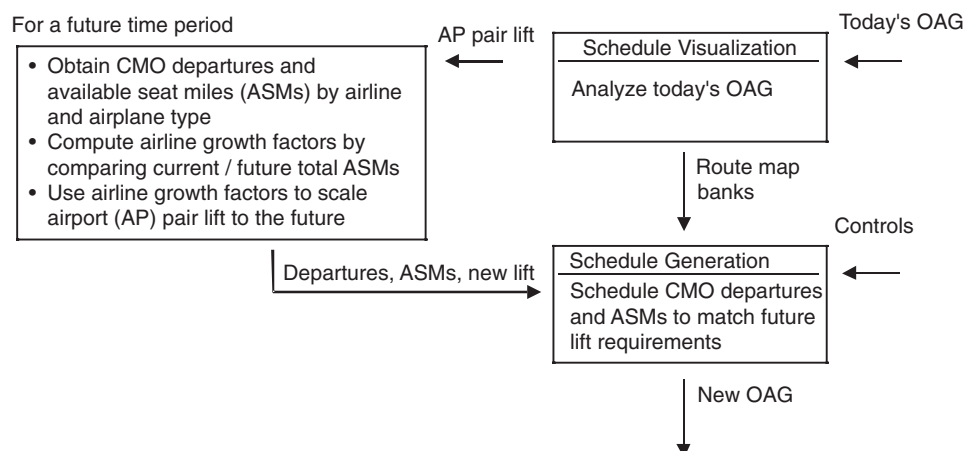 For a future time period
• Obtain CMO departures and
available seat miles (ASMs) by airline
and airplane type
• Compute airline growth factors by
comparing current / future total ASMs
• Use airline growth factors to scale
airport (AP) pair lift to the future
AP pair lift
Today's OAG
Schedule Visualization
Analyze today's OAG
Route map
banks
Controls
Departures, ASMs, new lift
Schedule Generation
Schedule CMO departures
and ASMs to match future
lift requirements
New OAG